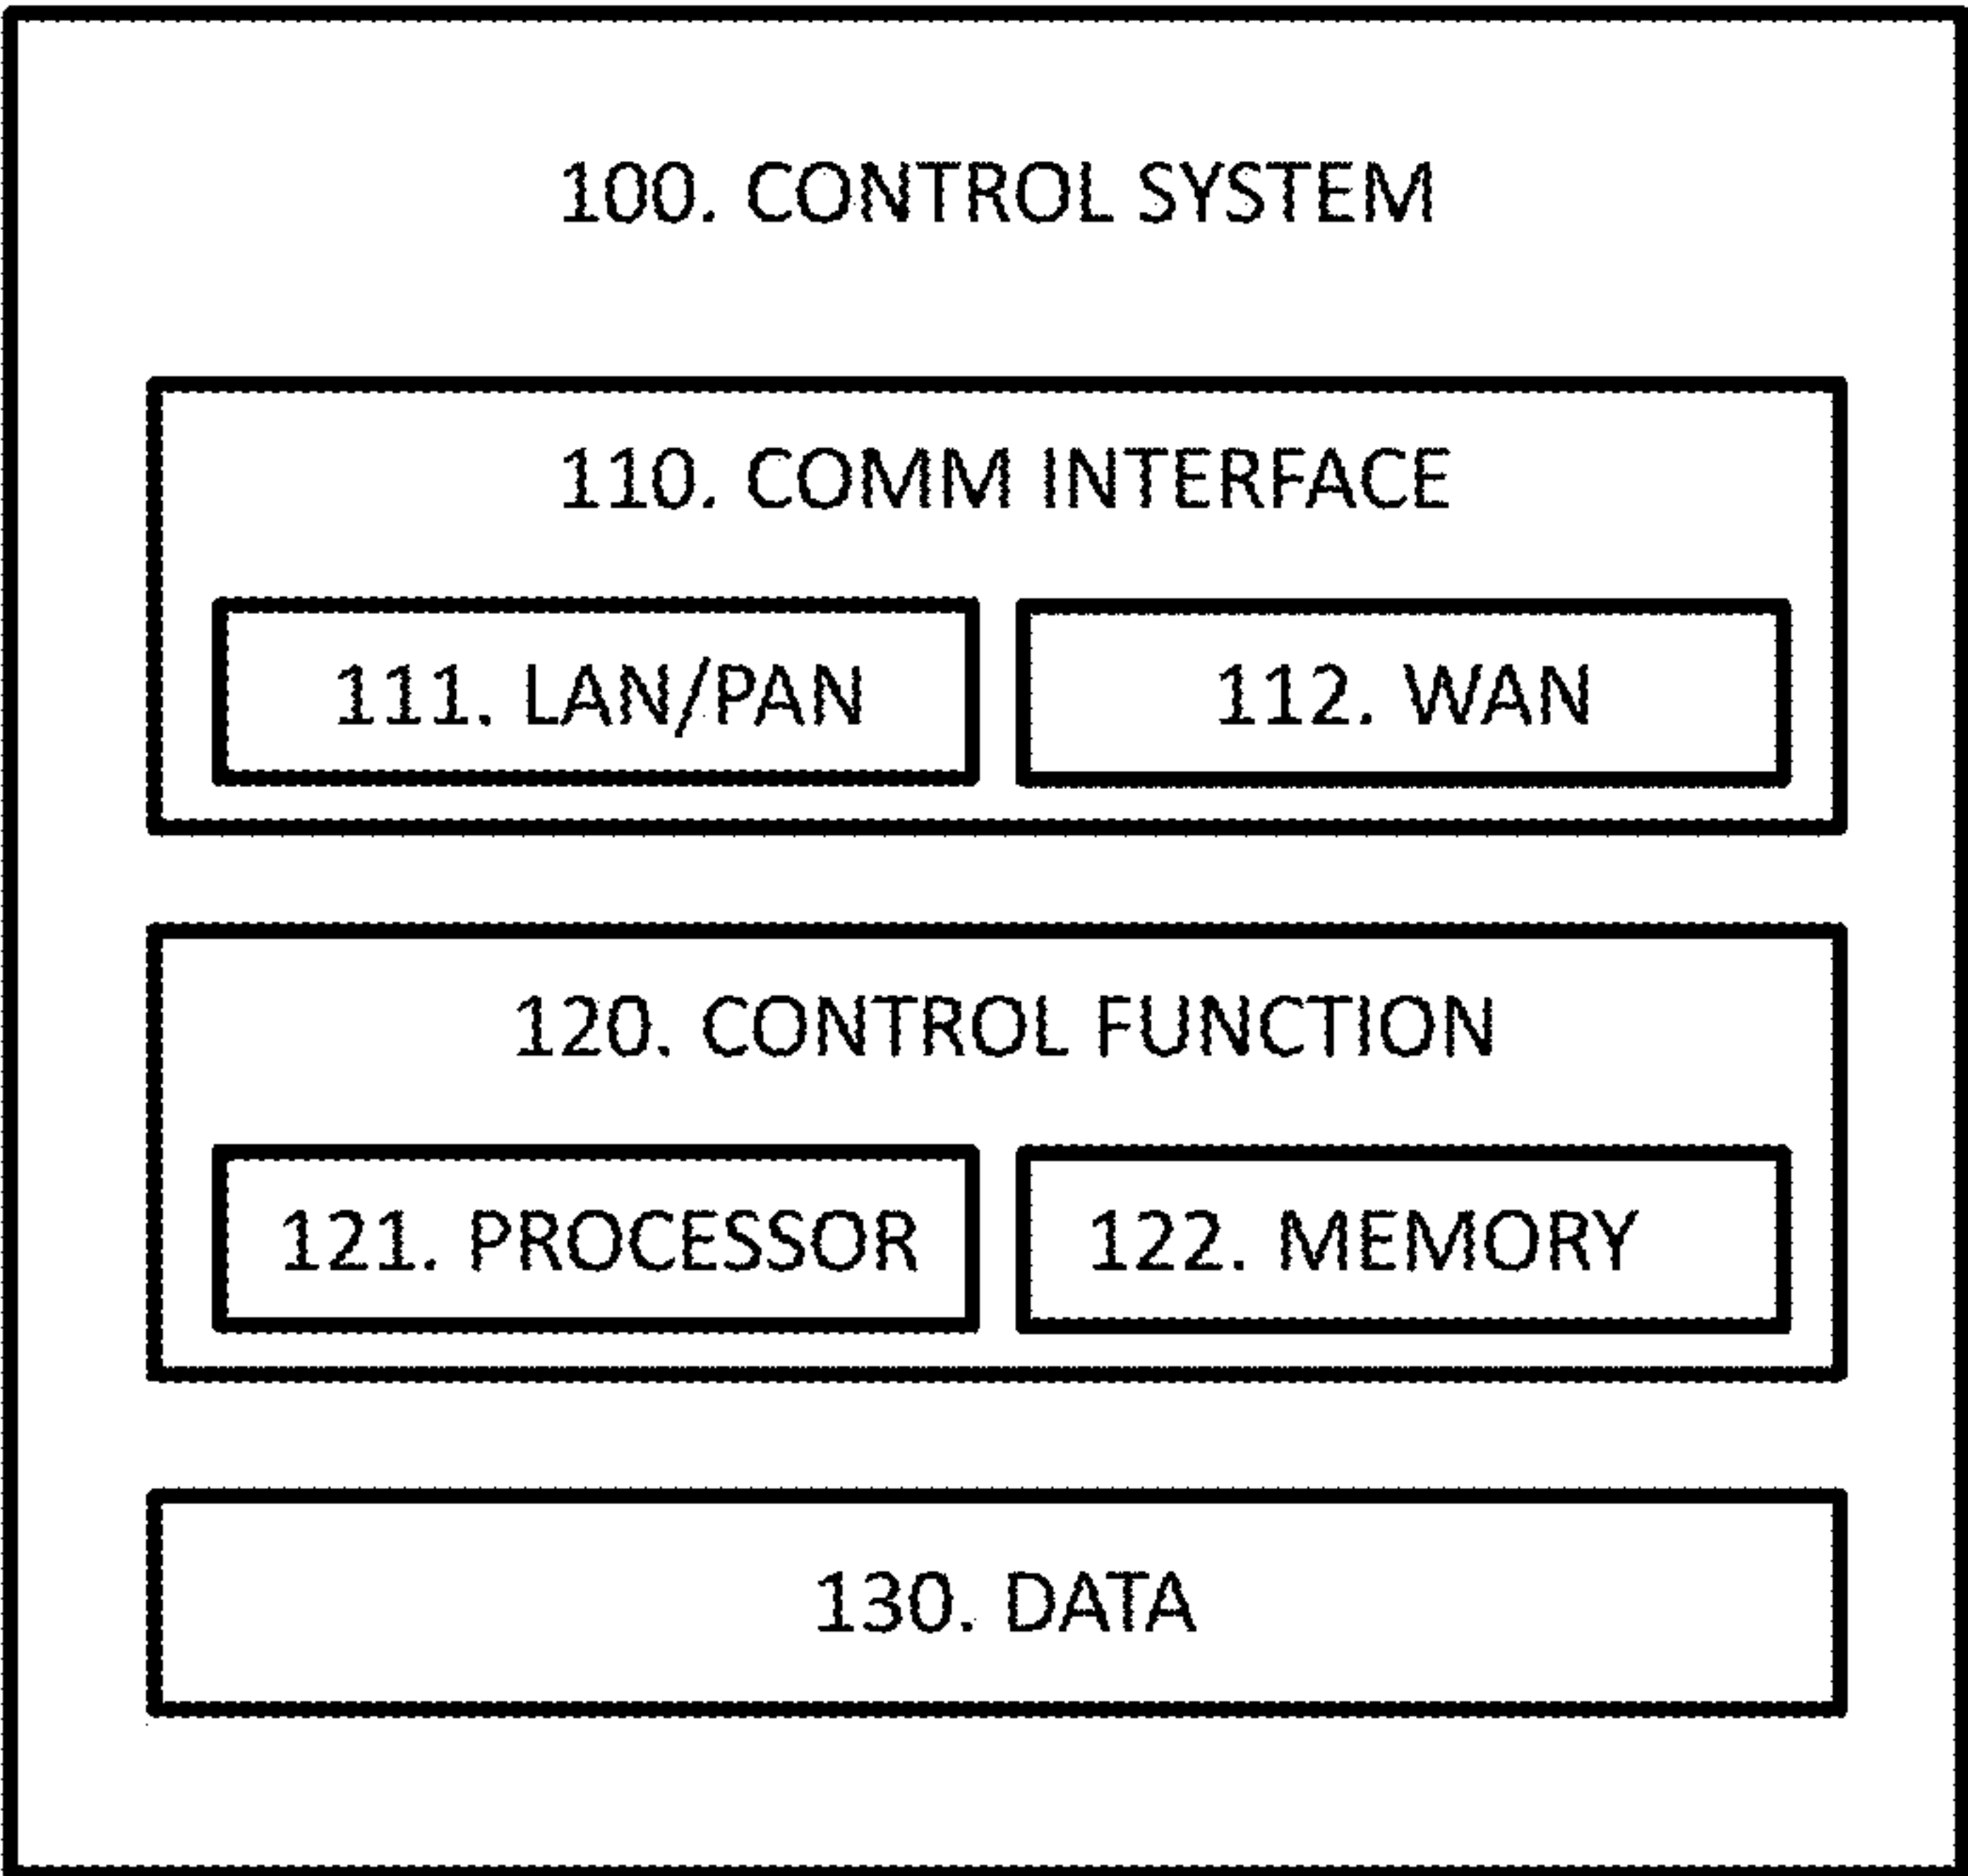 100. CONTROL SYSTEM
110. COMM INTERFACE
111. LAN/PAN
112. WAN
120. CONTROL FUNCTION
121. PROCESSOR
122. MEMORY
130. DATA